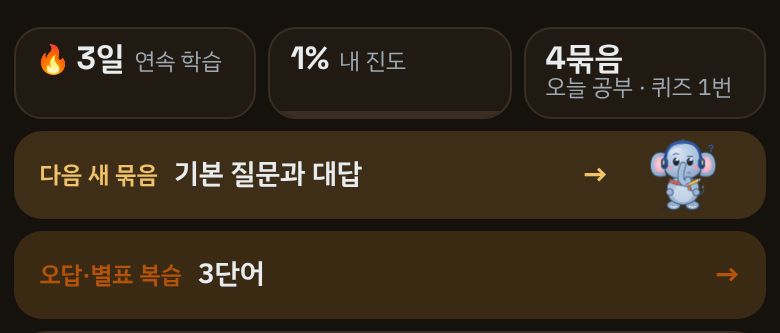 🔥 3일 연속 학습
1% 내 진도
4묶음
오늘 공부 · 퀴즈 1번
다음 새 묶음 기본 질문과 대답 →
?
오답·별표 복습 3단어 →